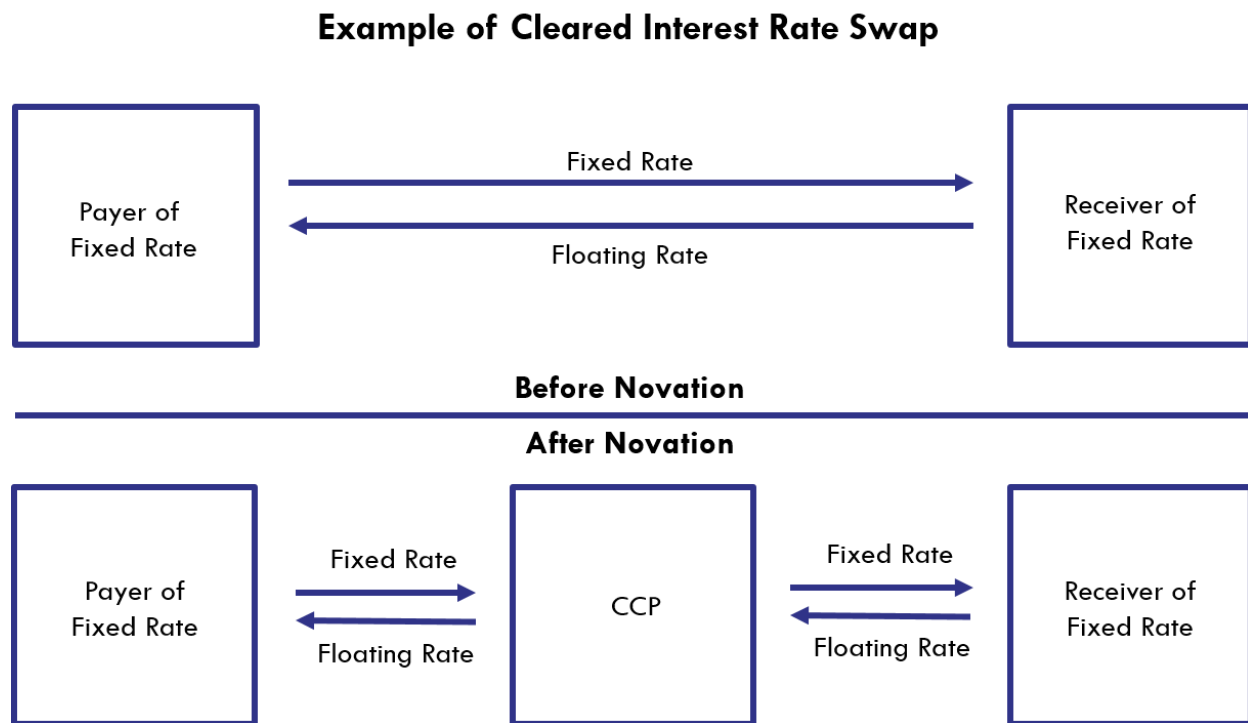 Example of Cleared Interest Rate Swap
Payer of
Fixed Rate
Fixed Rate
Floating Rate
Receiver of
Fixed Rate
Before Novation
After Novation
Payer of
Fixed Rate
Fixed Rate
Floating Rate
CCP
Fixed Rate
Floating Rate
Receiver of
Fixed Rate